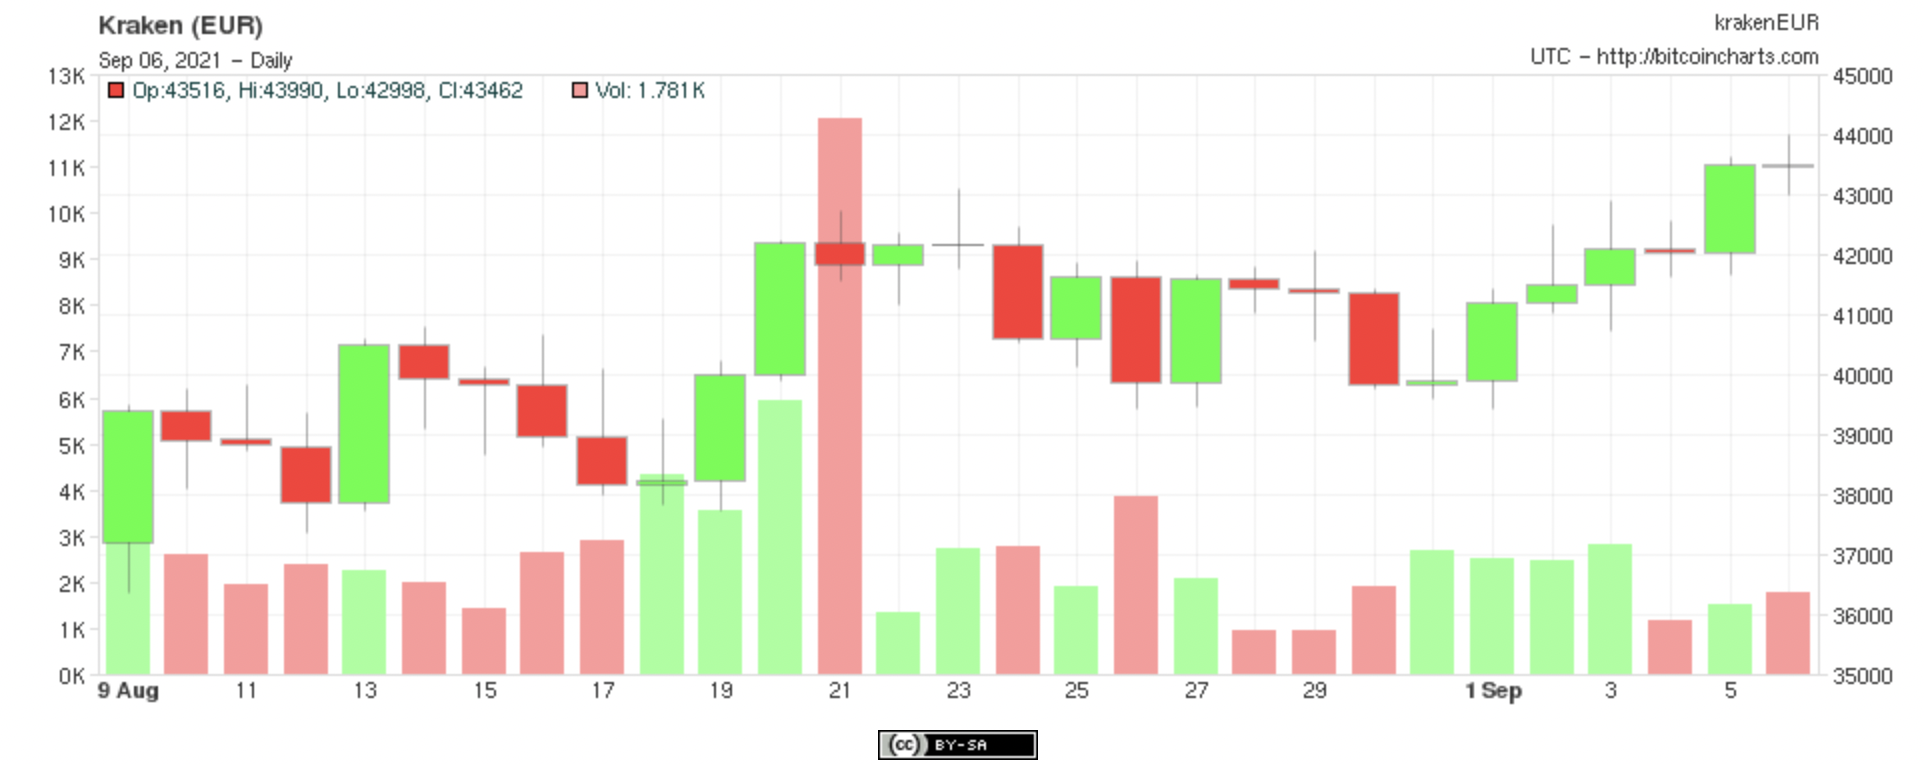 Kraken (EUR)
krakenEUR
Sep 06, 2021 – Daily
UTC – http://bitcoincharts.com
Op:43516, Hi:43990, Lo:42998, Cl:43462
Vol: 1.781K
13K
12K
11K
10K
9K
8K
7K
6K
5K
4K
3K
2K
1K
0K
45000
44000
43000
42000
41000
40000
39000
38000
37000
36000
35000
9 Aug 11 13 15 17 19 21 23 25 27 29 1 Sep 3 5
cc BY-SA